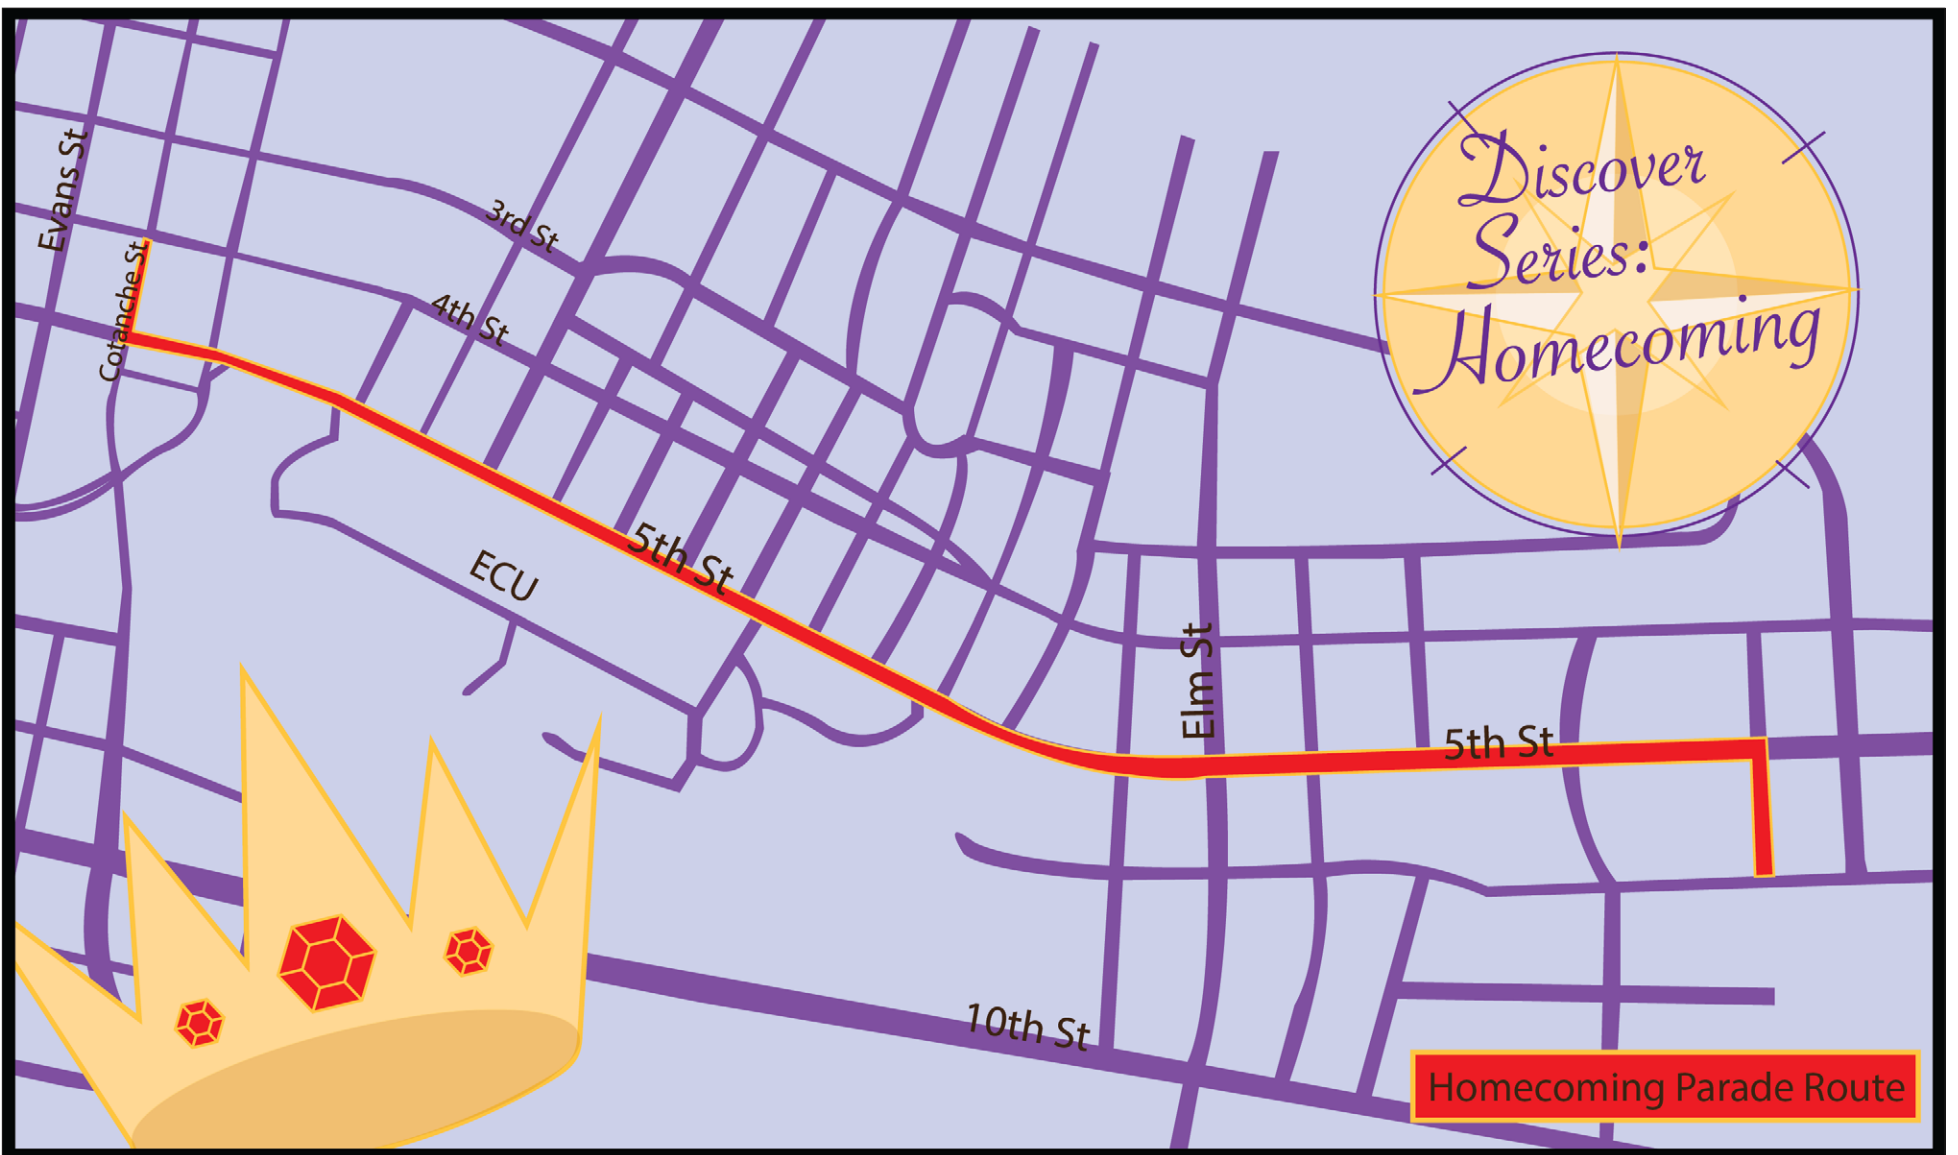 Discover
Series:
Homecoming
Evans St
Cotanche St
3rd St
4th St
5th St
ECU
Elm St
5th St
10th St
Homecoming Parade Route